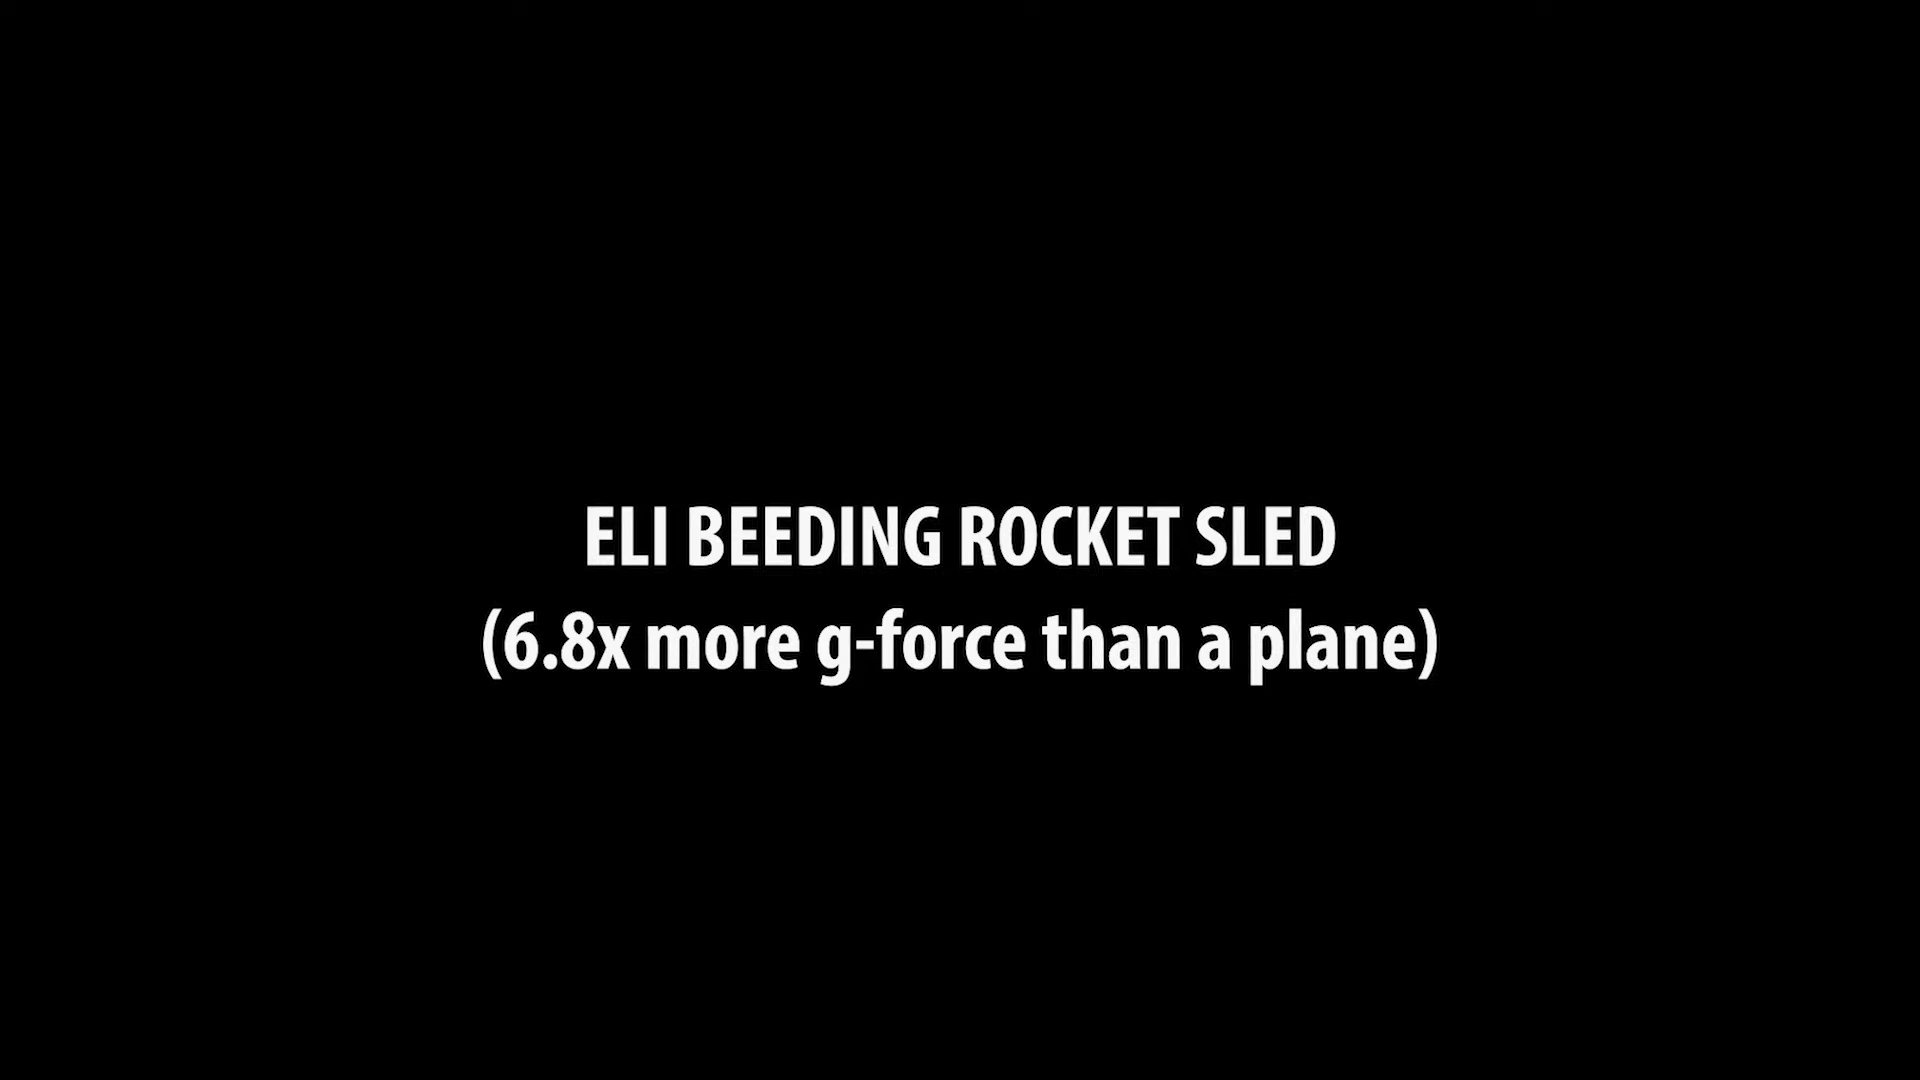 ELI BEEDING ROCKET SLED
(6.8x more g-force than a plane)